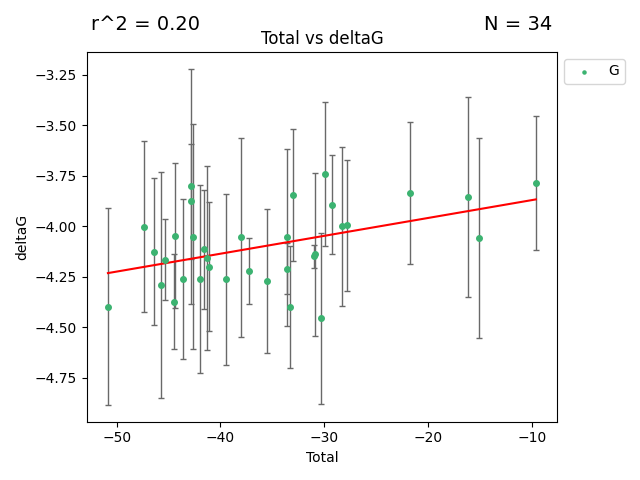 r^2 = 0.20
N = 34
Total vs deltaG
G
−3.25
−3.50
−3.75
−4.00
−4.25
−4.50
−4.75
deltaG
−50
−40
−30
−20
−10
Total